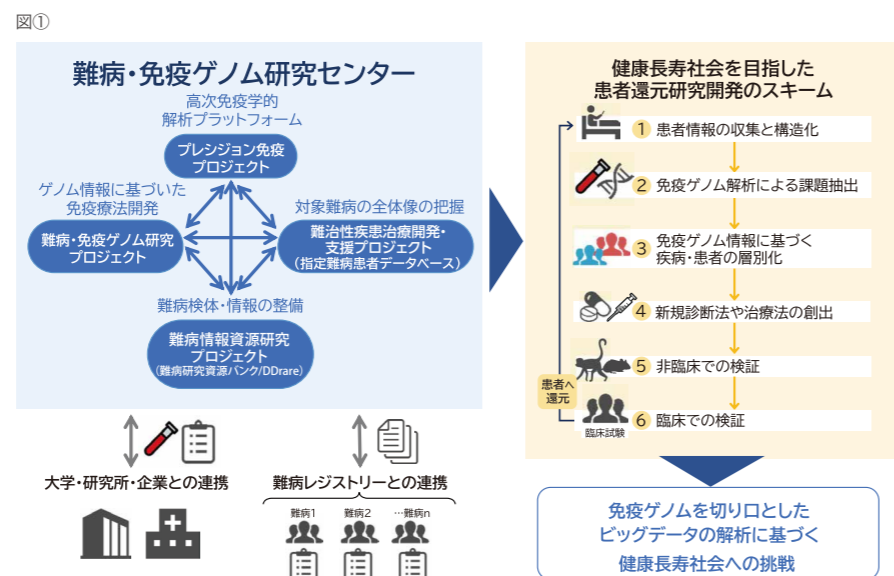 図①
難病・免疫ゲノム研究センター
高次免疫学的
解析プラットフォーム
プレシジョン免疫
プロジェクト
ゲノム情報に基づいた
免疫療法開発
難病・免疫ゲノム研究
プロジェクト
対象難病の全体像の把握
難治性疾患治療開発・
支援プロジェクト
（指定難病患者データベース）
難病検体・情報の整備
難病情報資源研究
プロジェクト
（難病研究資源バンク/DDrare）
大学・研究所・企業との連携
難病レジストリーとの連携
難病1 難病2 …難病n
健康長寿社会を目指した
患者還元研究開発のスキーム
1 患者情報の収集と構造化
2 免疫ゲノム解析による課題抽出
3 免疫ゲノム情報に基づく
疾病・患者の層別化
4 新規診断法や治療法の創出
5 非臨床での検証
患者へ
還元
6 臨床での検証
臨床試験
免疫ゲノムを切り口とした
ビッグデータの解析に基づく
健康長寿社会への挑戦